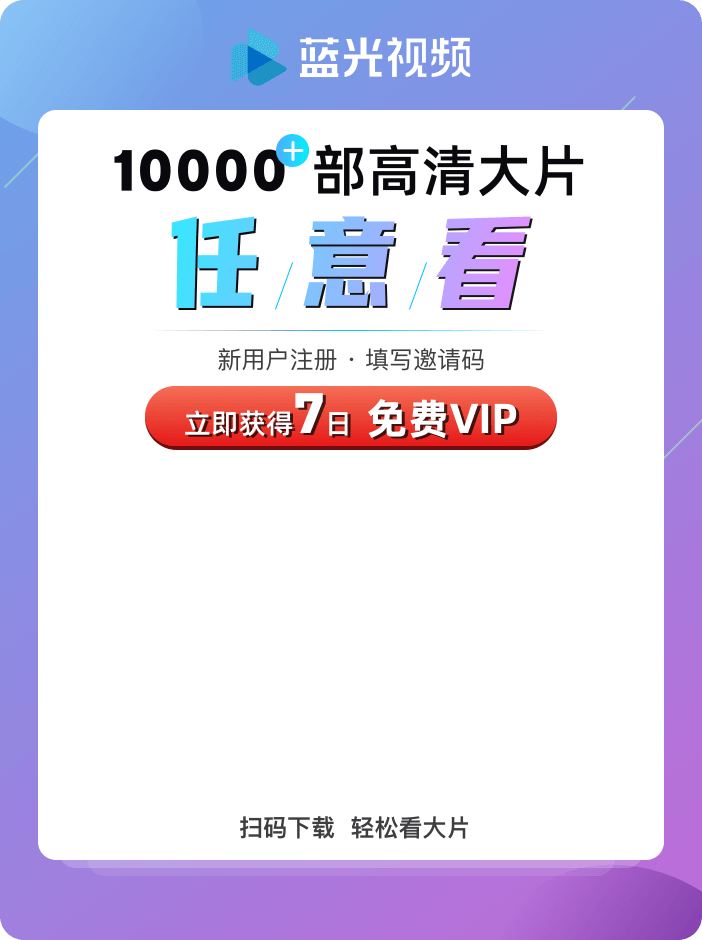 蓝光视频
10000+部高清大片
任/意/看
新用户注册 · 填写邀请码
立即获得7日 免费VIP
扫码下载 轻松看大片